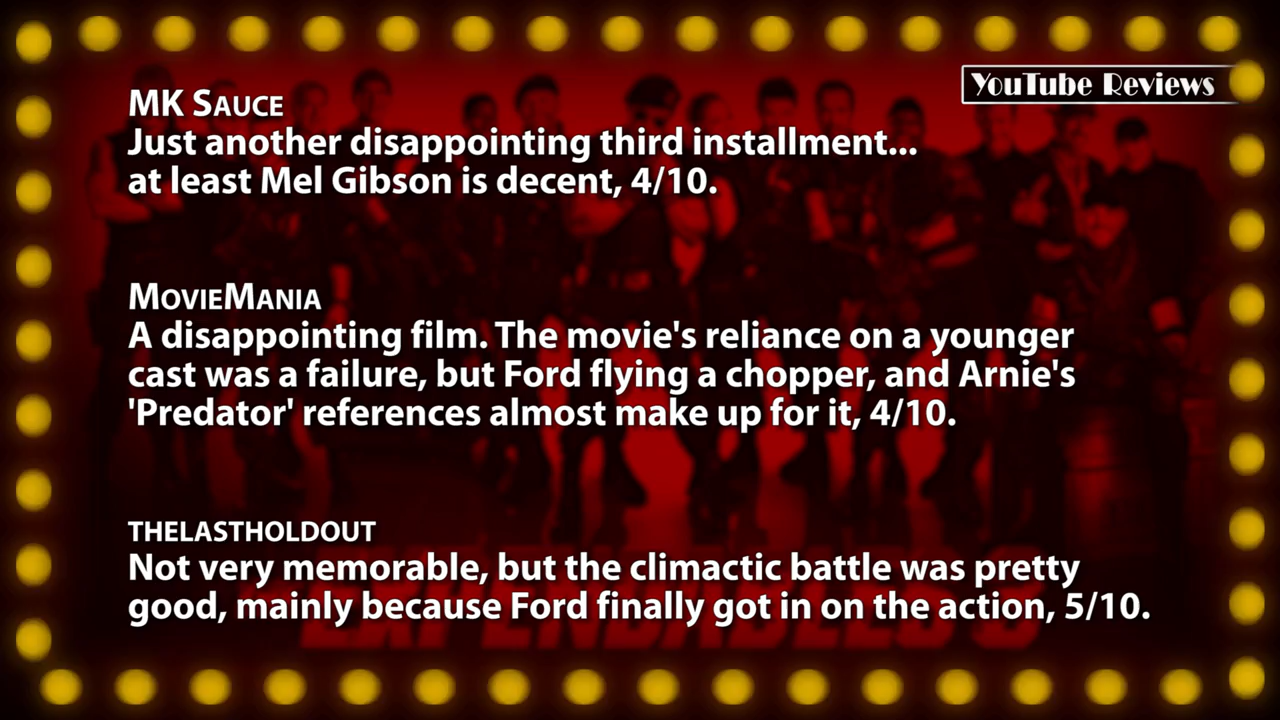 YouTube Reviews
MK Sauce
Just another disappointing third installment...
at least Mel Gibson is decent, 4/10.
MovieMania
A disappointing film. The movie's reliance on a younger
cast was a failure, but Ford flying a chopper, and Arnie's
'Predator' references almost make up for it, 4/10.
THELASTHOLDOUT
Not very memorable, but the climactic battle was pretty
good, mainly because Ford finally got in on the action, 5/10.
EXPENDABLES 3